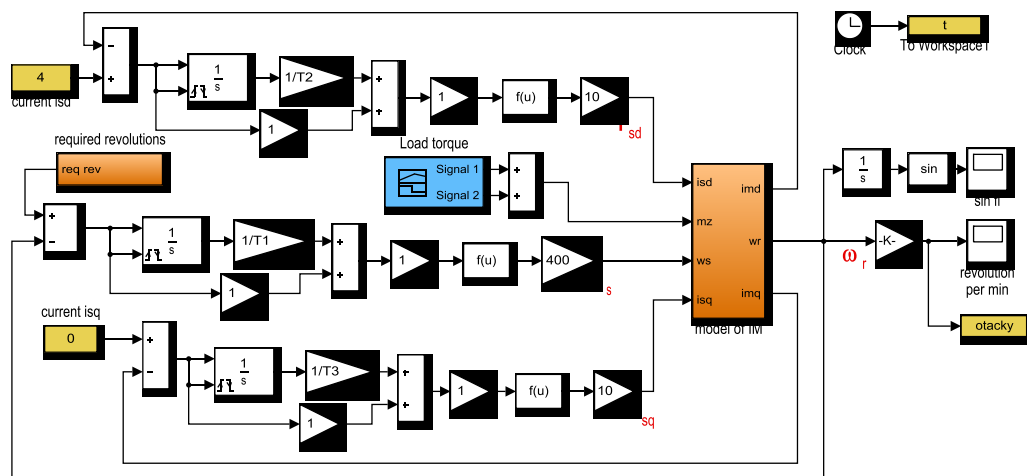 t
Clock
To Workspace1
4
current isd
1
s
1/T2
1
1
f(u)
10
sd
required revolutions
req rev
Load torque
Signal 1
Signal 2
isd
mz
ws
isq
imd
wr
imq
model of IM
1
s
sin
sin fi
ω r
-K-
revolution
per min
otacky
1
s
1/T1
1
1
f(u)
400
s
current isq
0
1
s
1/T3
1
1
f(u)
10
sq